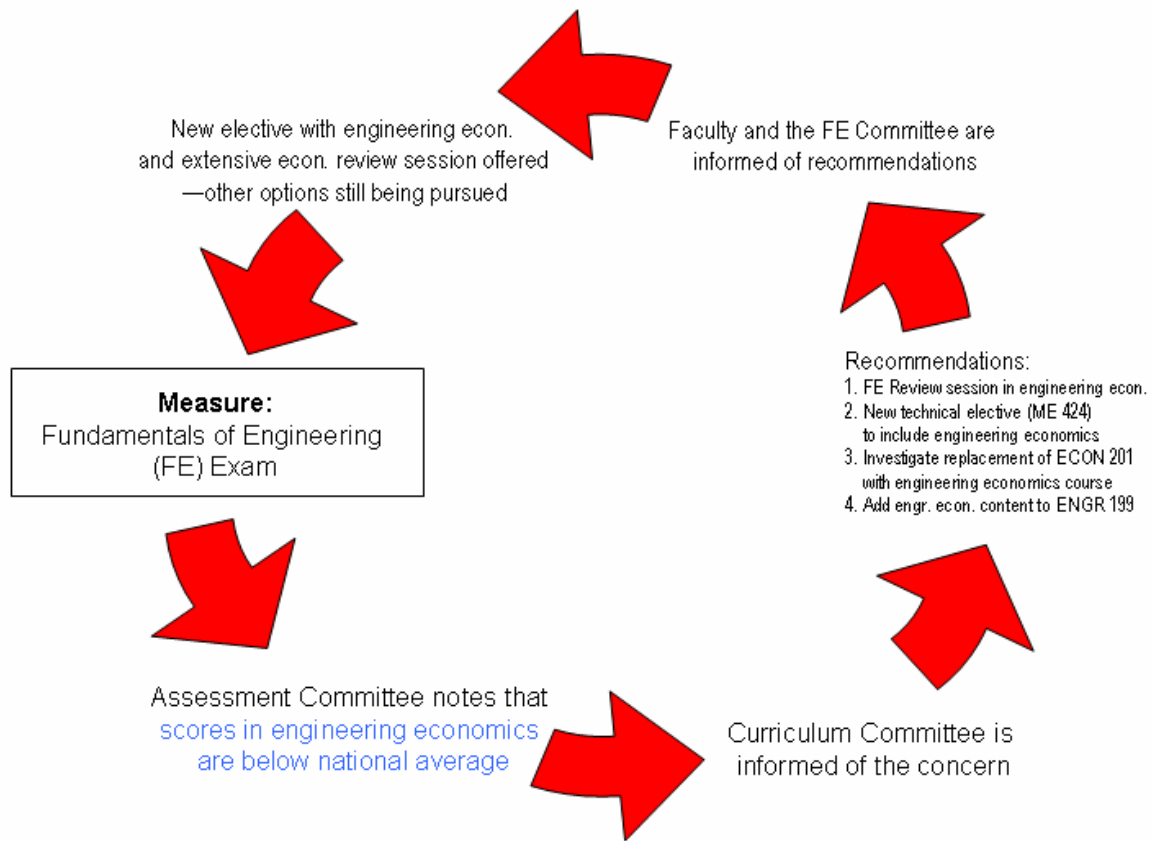 New elective with engineering econ.
and extensive econ. review session offered
—other options still being pursued
Faculty and the FE Committee are
informed of recommendations
Measure:
Fundamentals of Engineering
(FE) Exam
Recommendations:
1. FE Review session in engineering econ.
2. New technical elective (ME 424)
to include engineering economics
3. Investigate replacement of ECON 201
with engineering economics course
4. Add engr. econ. content to ENGR 199
Assessment Committee notes that
scores in engineering economics
are below national average
Curriculum Committee is
informed of the concern